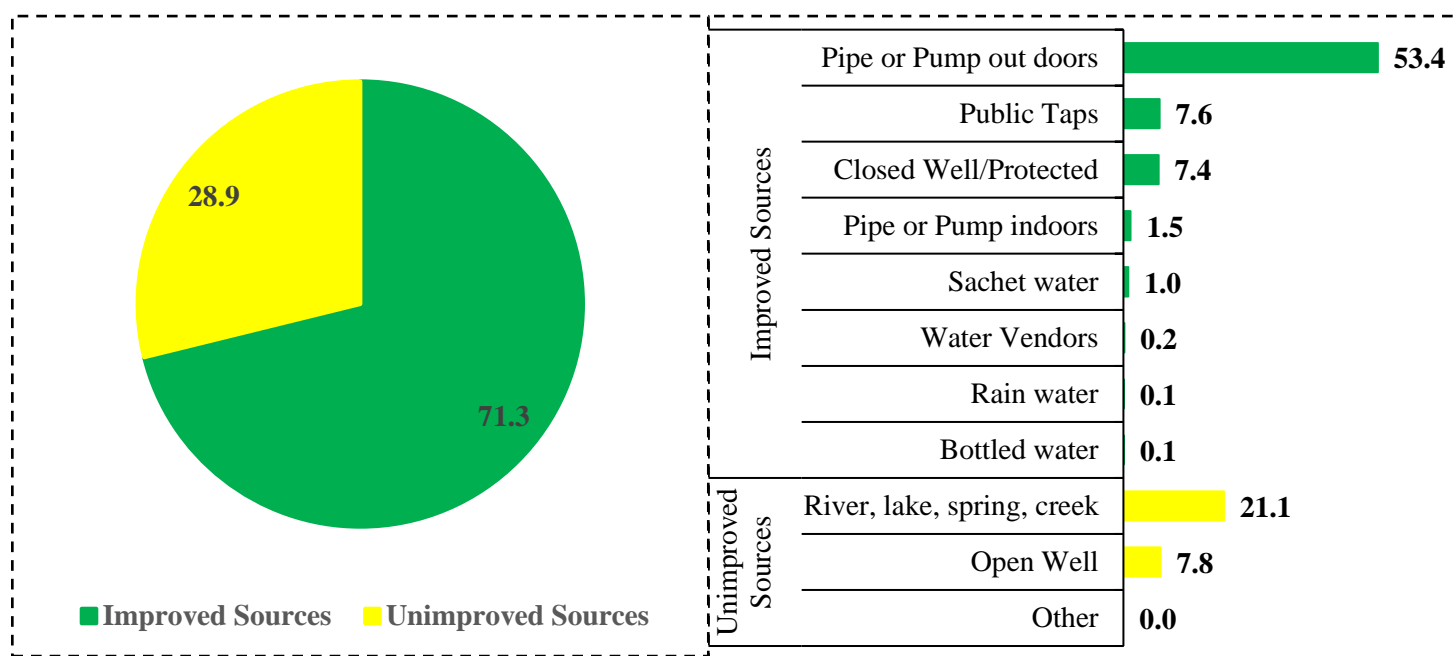 28.9
71.3
Improved Sources Unimproved Sources
Improved Sources
Pipe or Pump out doors 53.4
Public Taps 7.6
Closed Well/Protected 7.4
Pipe or Pump indoors 1.5
Sachet water 1.0
Water Vendors 0.2
Rain water 0.1
Bottled water 0.1
Unimproved
Sources
River, lake, spring, creek 21.1
Open Well 7.8
Other 0.0